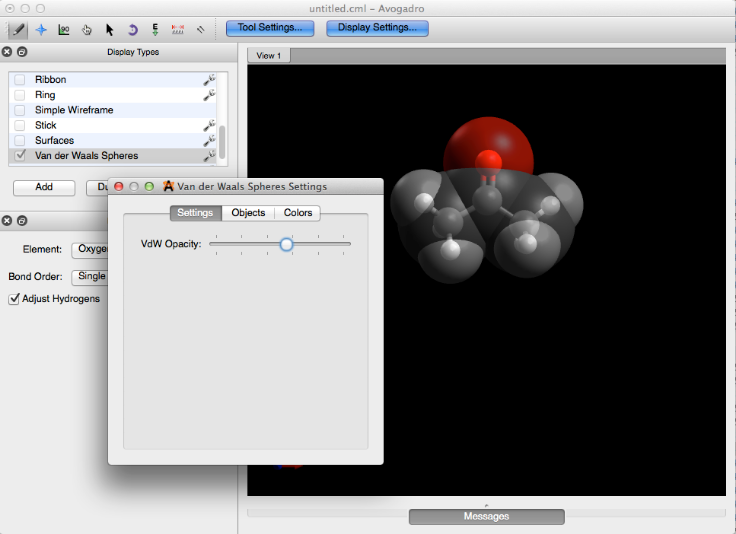 untitled.cml – Avogadro
E
Tool Settings...
Display Settings...
Display Types
View 1
Ribbon
Ring
Simple Wireframe
Stick
Surfaces
Van der Waals Spheres
Add
Du
Van der Waals Spheres Settings
Settings
Objects
Colors
Element:
Oxygen
VdW Opacity:
Bond Order:
Single
Adjust Hydrogens
Messages